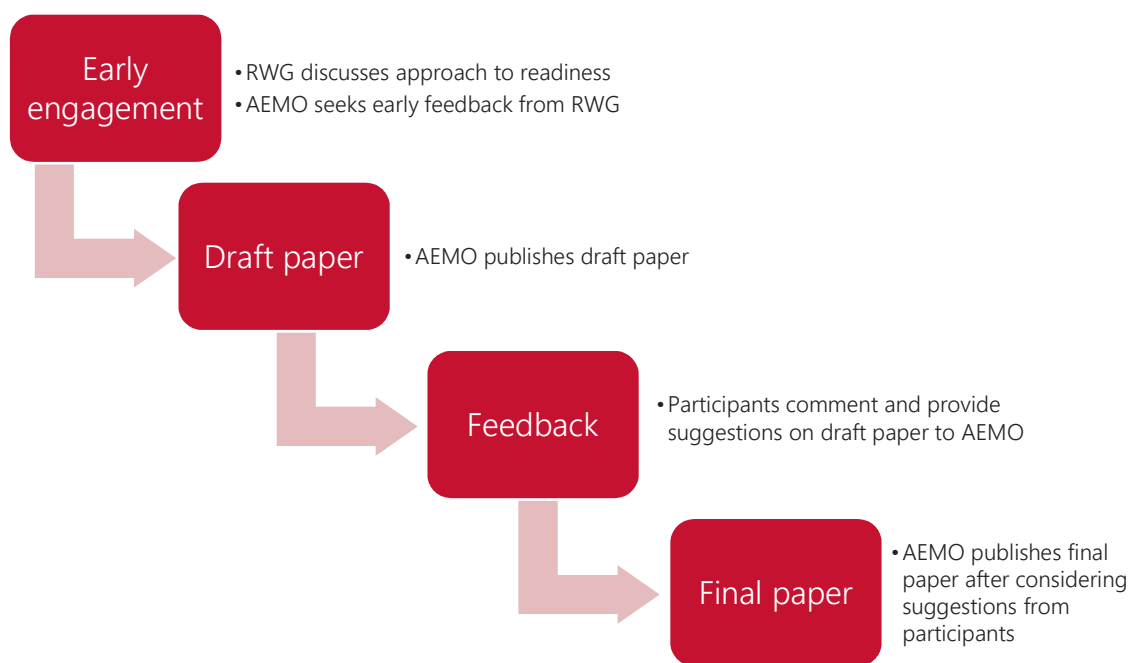 Early
engagement
• RWG discusses approach to readiness
• AEMO seeks early feedback from RWG
Draft paper
• AEMO publishes draft paper
Feedback
• Participants comment and provide
suggestions on draft paper to AEMO
Final paper
• AEMO publishes final
paper after considering
suggestions from
participants